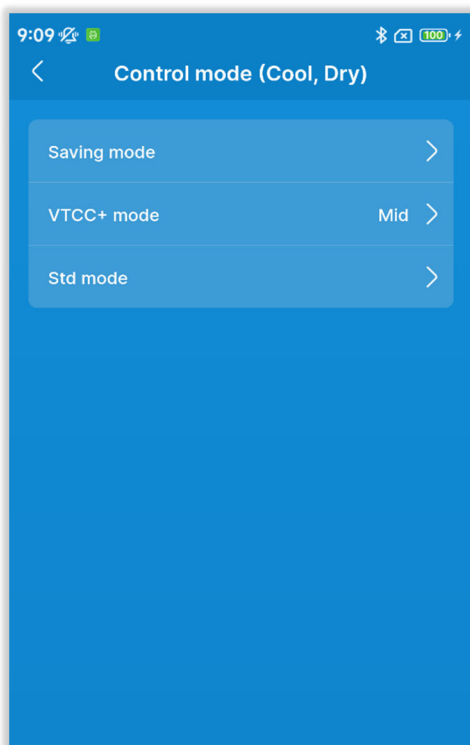 9:09
100
Control mode (Cool, Dry)
Saving mode
VTCC+ mode Mid
Std mode